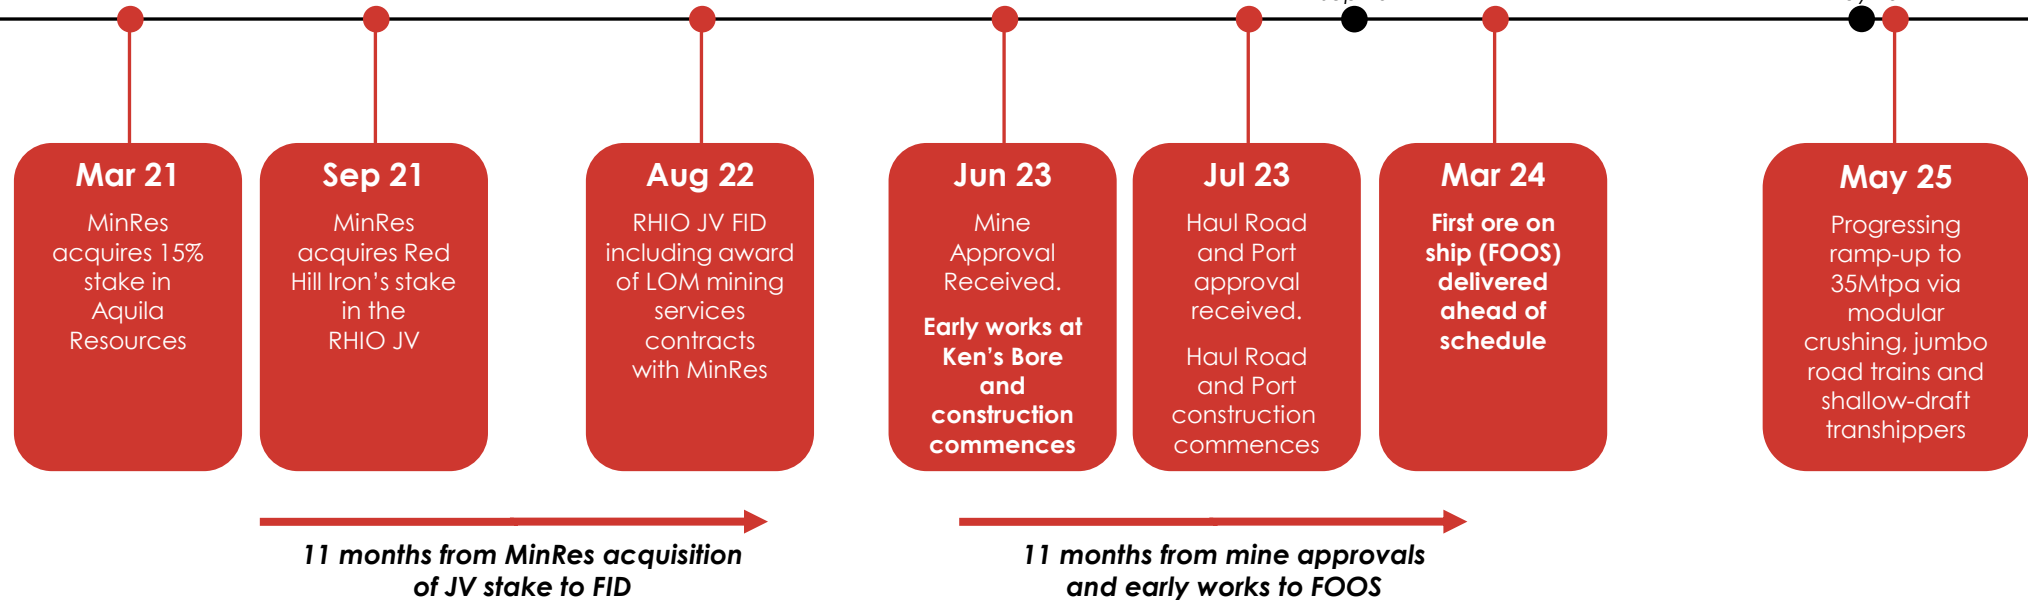 Mar 21
MinRes
acquires 15%
stake in
Aquila
Resources
Sep 21
MinRes
acquires Red
Hill Iron's stake
in the
RHIO JV
Aug 22
RHIO JV FID
including award
of LOM mining
services
contracts
with MinRes
Jun 23
Mine
Approval
Received.
Early works at
Ken's Bore
and
construction
commences
Jul 23
Haul Road
and Port
approval
received.
Haul Road
and Port
construction
commences
Mar 24
First ore on
ship (FOOS)
delivered
ahead of
schedule
May 25
Progressing
ramp-up to
35Mtpa via
modular
crushing, jumbo
road trains and
shallow-draft
transhippers
11 months from MinRes acquisition
of JV stake to FID
11 months from mine approvals
and early works to FOOS